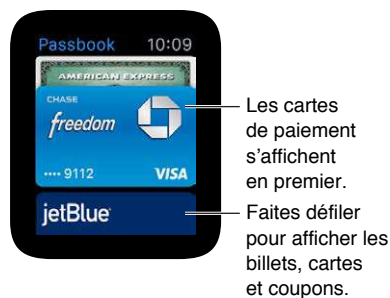 Passbook 10:09
AMERICAN EXPRESS
CHASE
freedom
•••• 9112 VISA
jetBlue
Les cartes
de paiement
s'affichent
en premier.
Faites défiler
pour afficher les
billets, cartes
et coupons.